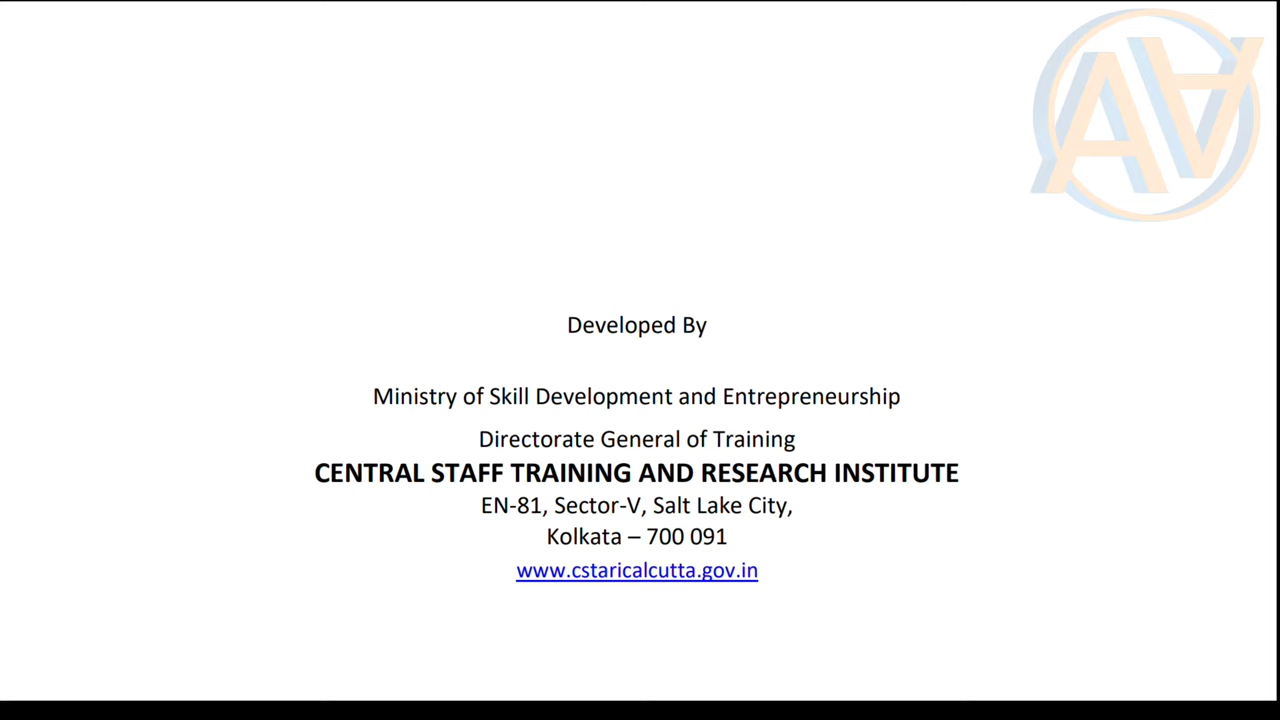 AA
Developed By
Ministry of Skill Development and Entrepreneurship
Directorate General of Training
CENTRAL STAFF TRAINING AND RESEARCH INSTITUTE
EN-81, Sector-V, Salt Lake City,
Kolkata – 700 091
www.cstaricalcutta.gov.in